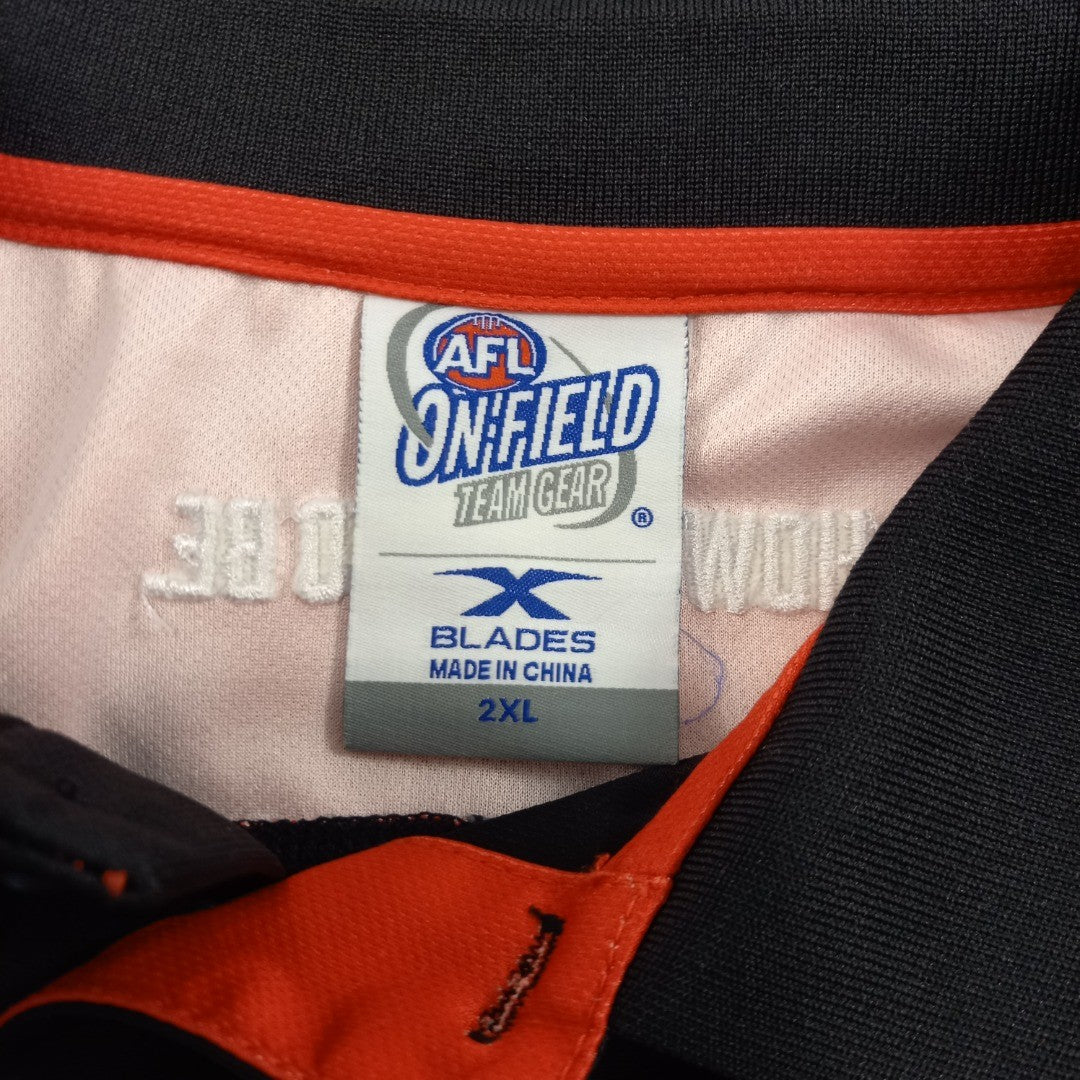 AFL
ON:FIELD
TEAM GEAR
®
X
BLADES
MADE IN CHINA
2XL